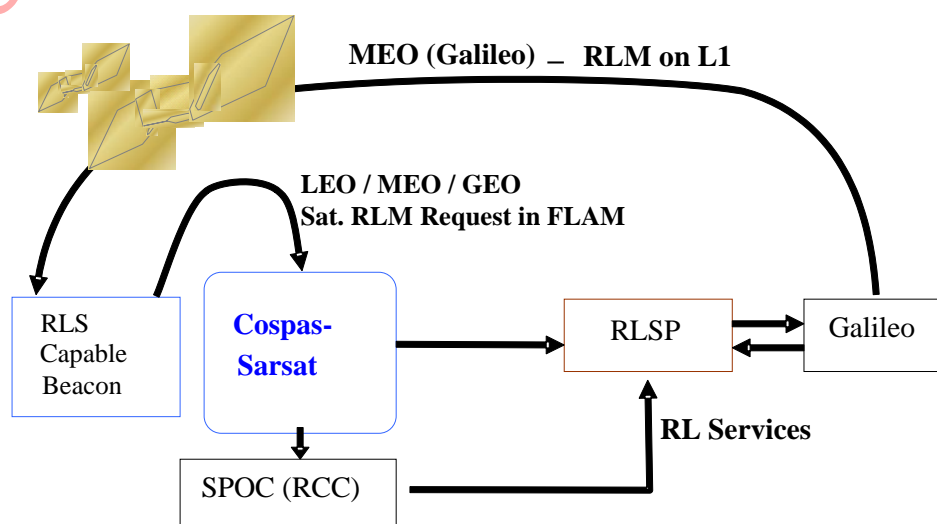 MEO (Galileo) – RLM on L1
LEO / MEO / GEO
Sat. RLM Request in FLAM
RLS
Capable
Beacon
Cospas-
Sarsat
RLSP
Galileo
RL Services
SPOC (RCC)